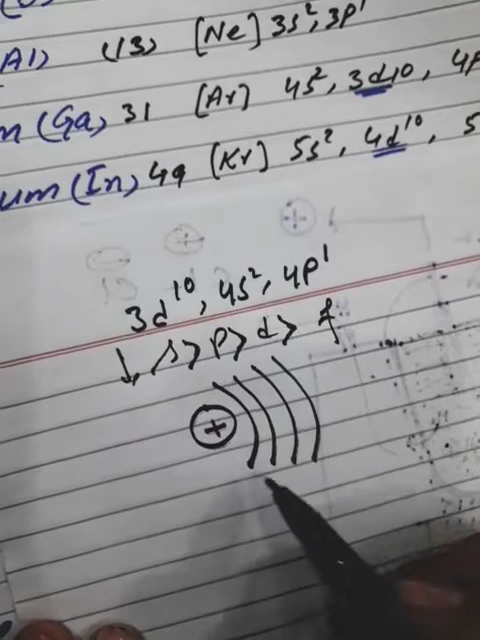 Al) (13) [Ne] 3s², 3p¹
m (Ga) 31 [Ar] 4s², 3d10, 4p
um (In) 49 [Kr] 5s², 4d¹⁰, 5
3d¹⁰, 4s², 4p¹
↓ s > p > d > f
+